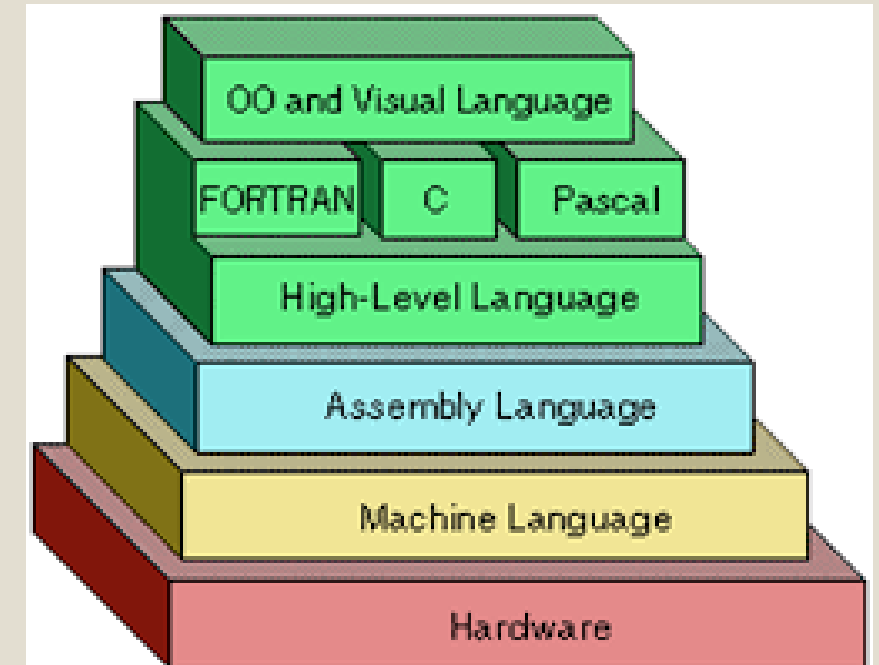 OO and Visual Language
FORTRAN
C
Pascal
High-Level Language
Assembly Language
Machine Language
Hardware